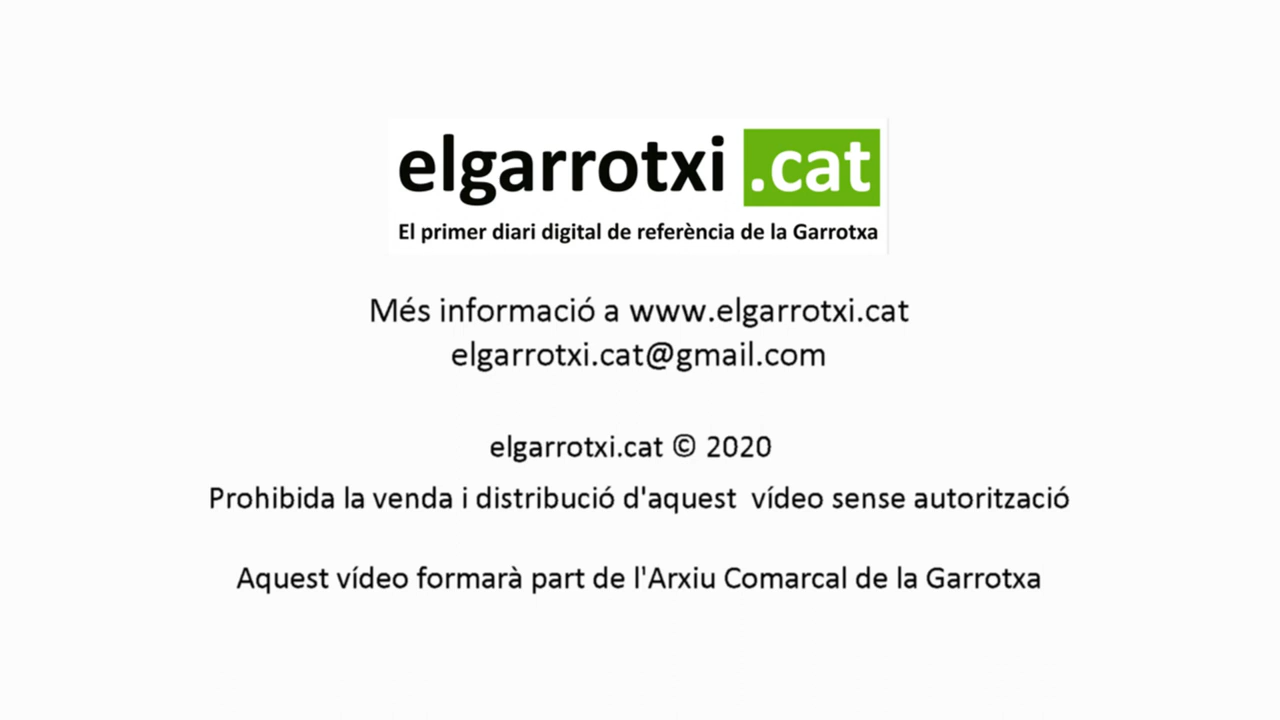 elgarrotxi .cat
El primer diari digital de referència de la Garrotxa
Més informació a www.elgarrotxi.cat
elgarrotxi.cat@gmail.com
elgarrotxi.cat © 2020
Prohibida la venda i distribució d'aquest vídeo sense autorització
Aquest vídeo formarà part de l'Arxiu Comarcal de la Garrotxa